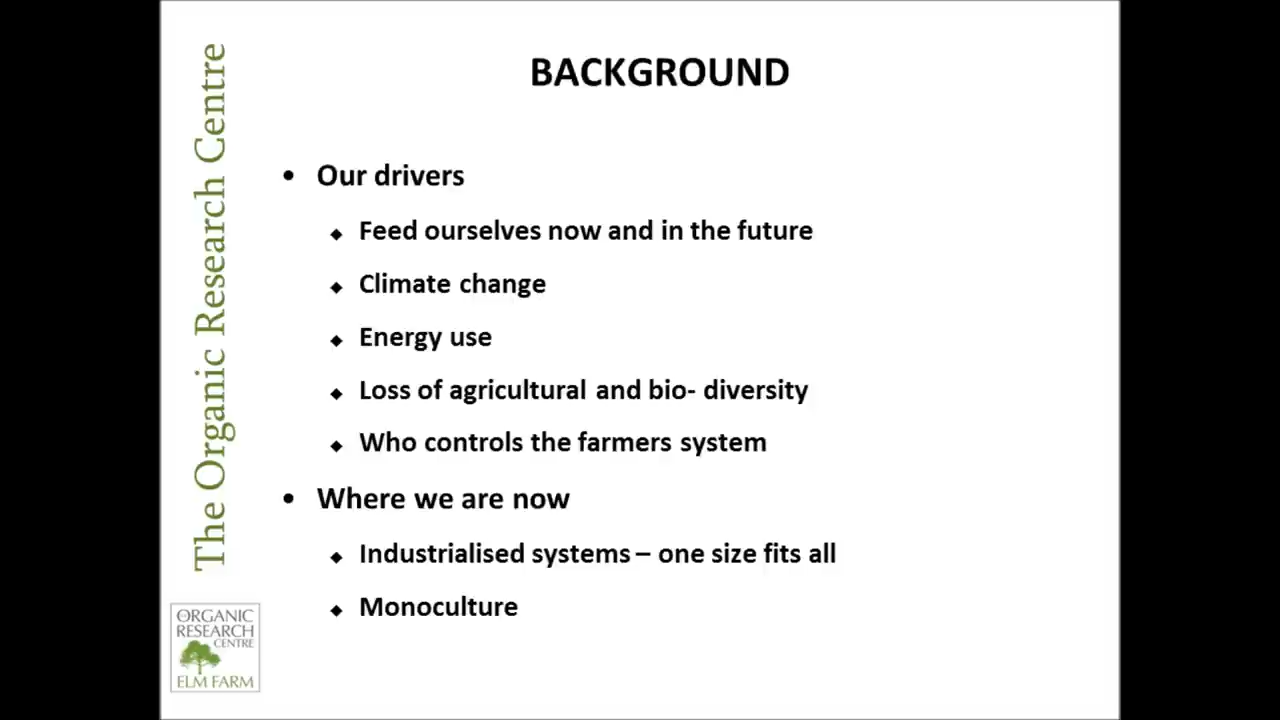 BACKGROUND
The Organic Research Centre
• Our drivers
◆ Feed ourselves now and in the future
◆ Climate change
◆ Energy use
◆ Loss of agricultural and bio- diversity
◆ Who controls the farmers system
• Where we are now
◆ Industrialised systems – one size fits all
◆ Monoculture
THE ORGANIC
RESEARCH
CENTRE
ELM FARM